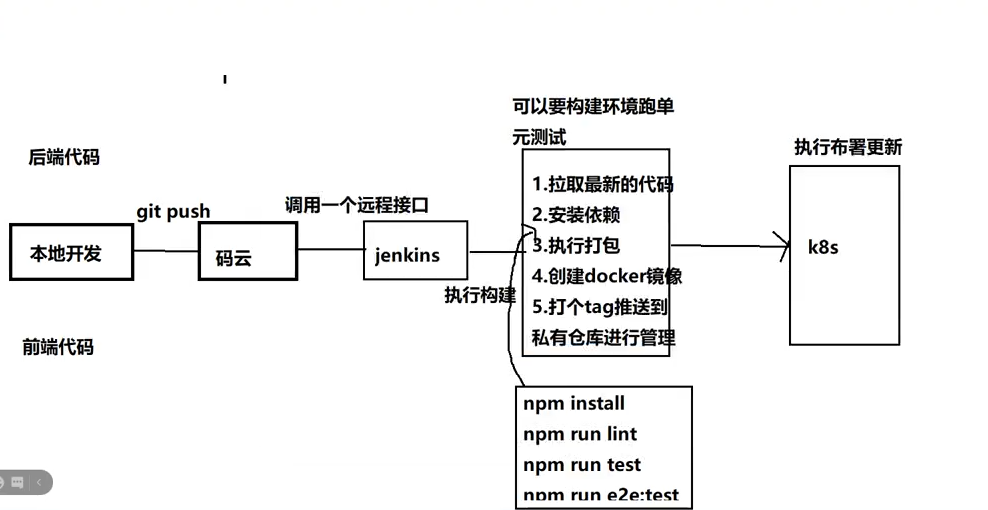 可以要构建环境跑单
元测试
执行布署更新
后端代码
git push
调用一个远程接口
本地开发
码云
jenkins
执行构建
1.拉取最新的代码
2.安装依赖
3.执行打包
4.创建docker镜像
5.打个tag推送到
私有仓库进行管理
k8s
前端代码
npm install
npm run lint
npm run test
npm run e2e:test